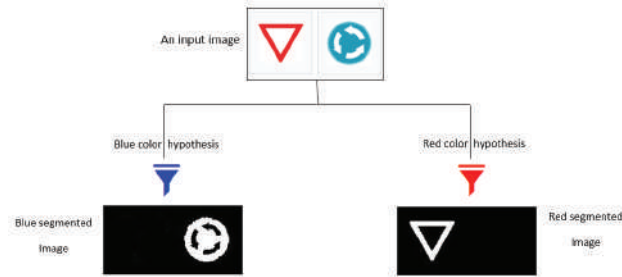 An input image
Blue color hypothesis
Red color hypothesis
Blue segmented
Image
Red segmented
Image